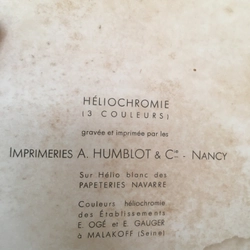 HÉLIOCHROMIE
(3 COULEURS)
gravée et imprimée par les
IMPRIMERIES A. HUMBLOT & Cie - NANCY
Sur Hélio blanc des
PAPETERIES NAVARRE
Couleurs héliochromie
des Établissements
E. OGÉ et E. GAUGER
à MALAKOFF (Seine)